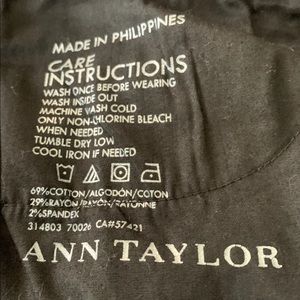 MADE IN PHILIPPINES
CARE
INSTRUCTIONS
WASH ONCE BEFORE WEARING
WASH INSIDE OUT
MACHINE WASH COLD
ONLY NON-CHLORINE BLEACH
WHEN NEEDED
TUMBLE DRY LOW
COOL IRON IF NEEDED
69%COTTON/ALGODÓN/COTON
29%RAYON/RAYÓN/RAYONNE
2%SPANDEX
314803 70026 CA#57421
ANN TAYLOR